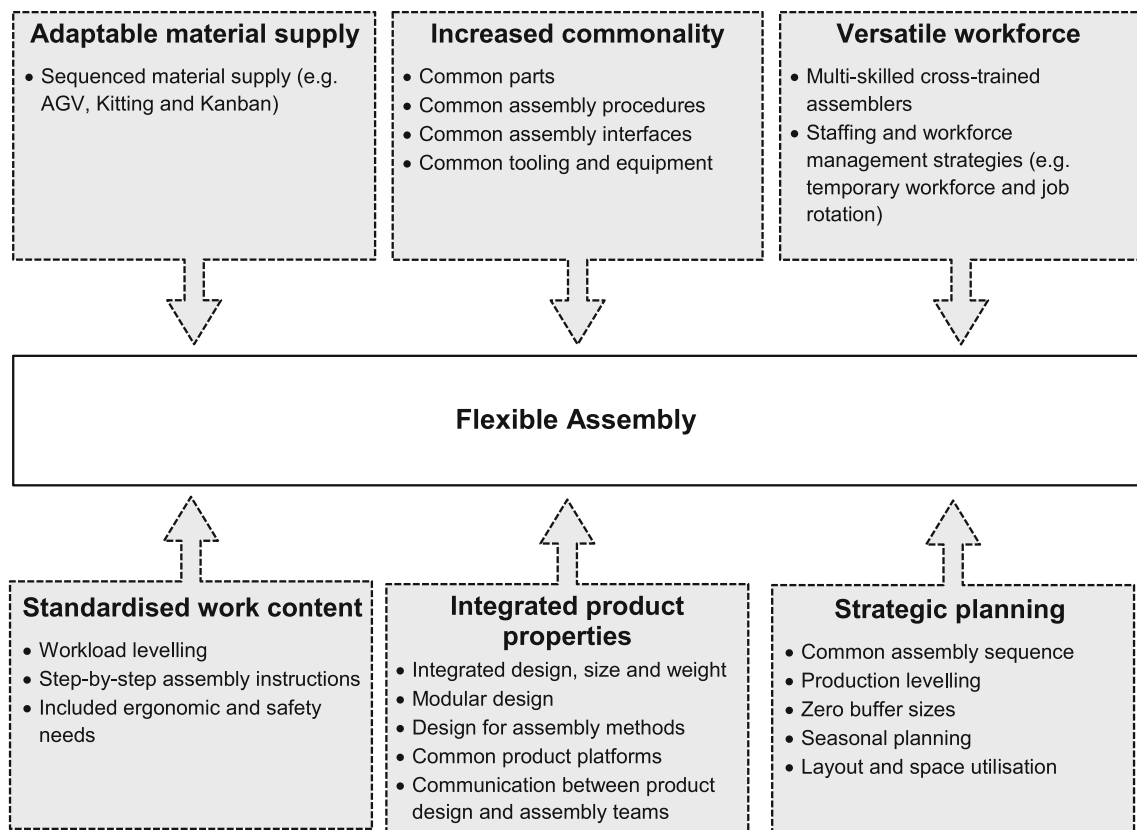 Adaptable material supply
• Sequenced material supply (e.g.
AGV, Kitting and Kanban)
Increased commonality
• Common parts
• Common assembly procedures
• Common assembly interfaces
• Common tooling and equipment
Versatile workforce
• Multi-skilled cross-trained
assemblers
• Staffing and workforce
management strategies (e.g.
temporary workforce and job
rotation)
Flexible Assembly
Standardised work content
• Workload levelling
• Step-by-step assembly instructions
• Included ergonomic and safety
needs
Integrated product
properties
• Integrated design, size and weight
• Modular design
• Design for assembly methods
• Common product platforms
• Communication between product
design and assembly teams
Strategic planning
• Common assembly sequence
• Production levelling
• Zero buffer sizes
• Seasonal planning
• Layout and space utilisation